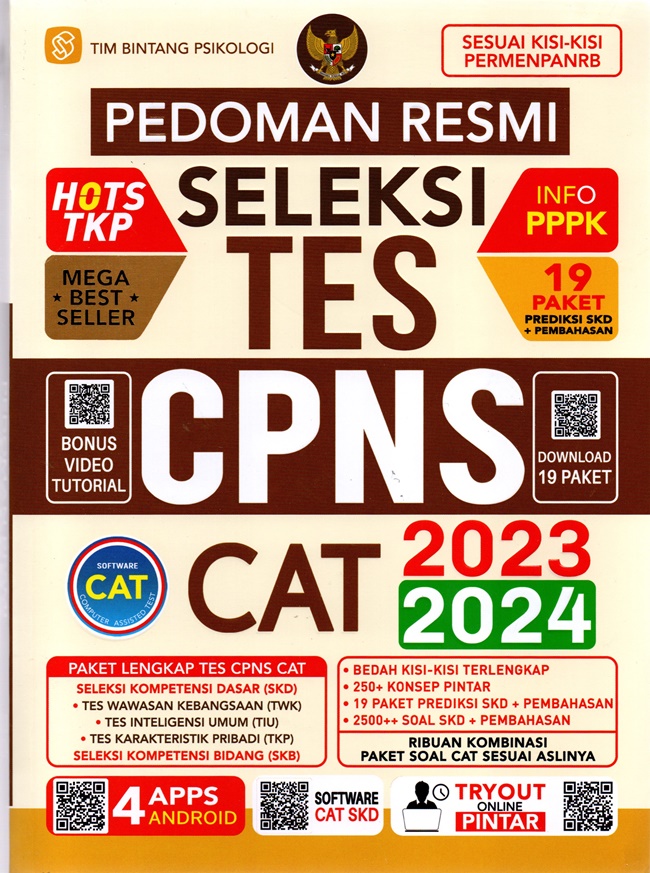 TIM BINTANG PSIKOLOGI
SESUAI KISI-KISI
PERMENPANRB
PEDOMAN RESMI
HOTS
TKP
SELEKSI
INFO
PPPK
TES
MEGA
BEST
SELLER
19
PAKET
PREDIKSI SKD
+ PEMBAHASAN
CPNS
BONUS
VIDEO
TUTORIAL
DOWNLOAD
19 PAKET
SOFTWARE
CAT
COMPUTER ASSISTED TEST
CAT
2023
2024
PAKET LENGKAP TES CPNS CAT
SELEKSI KOMPETENSI DASAR (SKD)
• TES WAWASAN KEBANGSAAN (TWK)
• TES INTELIGENSI UMUM (TIU)
• TES KARAKTERISTIK PRIBADI (TKP)
SELEKSI KOMPETENSI BIDANG (SKB)
• BEDAH KISI-KISI TERLENGKAP
• 250+ KONSEP PINTAR
• 19 PAKET PREDIKSI SKD + PEMBAHASAN
• 2500++ SOAL SKD + PEMBAHASAN
RIBUAN KOMBINASI
PAKET SOAL CAT SESUAI ASLINYA
4 APPS
ANDROID
SOFTWARE
CAT SKD
TRYOUT
ONLINE
PINTAR